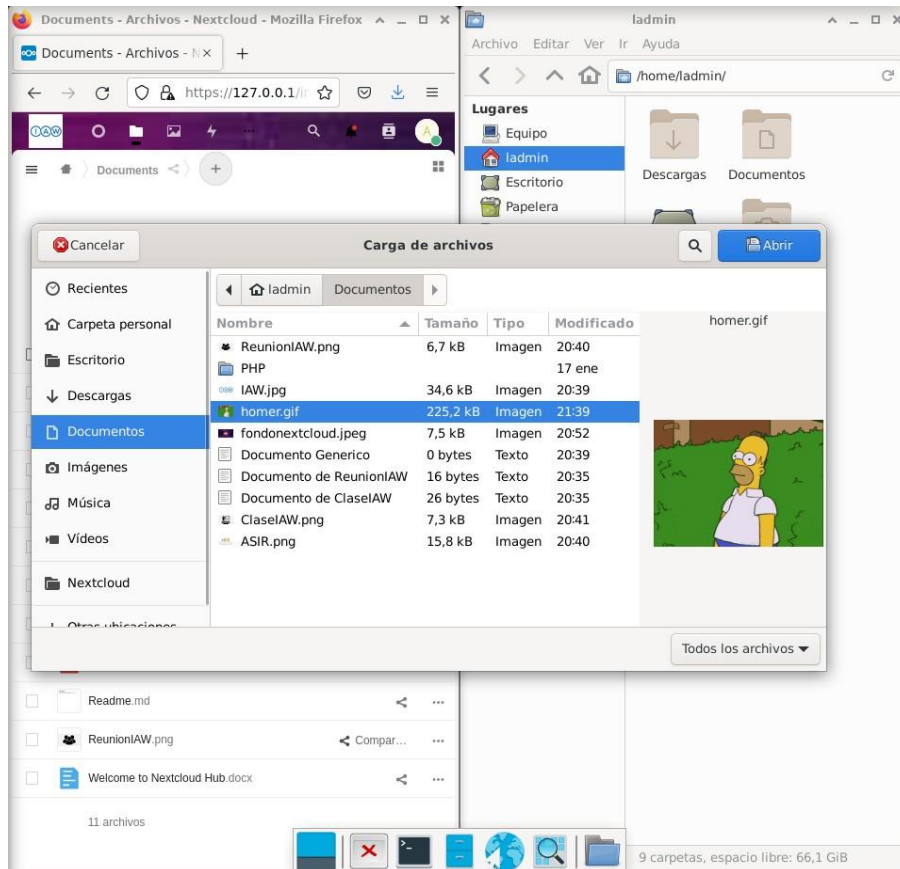 Documents - Archivos - Nextcloud - Mozilla Firefox
Documents - Archivos - N
https://127.0.0.1/i
IAW
A
Documents
11 archivos
ladmin
Archivo Editar Ver Ir Ayuda
/home/ladmin/
Lugares
Equipo
ladmin
Escritorio
Papelera
Descargas
Documentos
Cancelar
Carga de archivos
Abrir
Recientes
Carpeta personal
Escritorio
Descargas
Documentos
Imágenes
Música
Vídeos
Nextcloud
Otras ubicaciones
ladmin
Documentos
Nombre Tamaño Tipo Modificado
ReunionIAW.png 6,7 kB Imagen 20:40
PHP 17 ene
IAW.jpg 34,6 kB Imagen 20:39
homer.gif 225,2 kB Imagen 21:39
fondonextcloud.jpeg 7,5 kB Imagen 20:52
Documento Generico 0 bytes Texto 20:39
Documento de ReunionIAW 16 bytes Texto 20:35
Documento de ClaseIAW 26 bytes Texto 20:35
ClaseIAW.png 7,3 kB Imagen 20:41
ASIR.png 15,8 kB Imagen 20:40
homer.gif
Todos los archivos
Readme.md
ReunionIAW.png Compar...
Welcome to Nextcloud Hub.docx
9 carpetas, espacio libre: 66,1 GiB